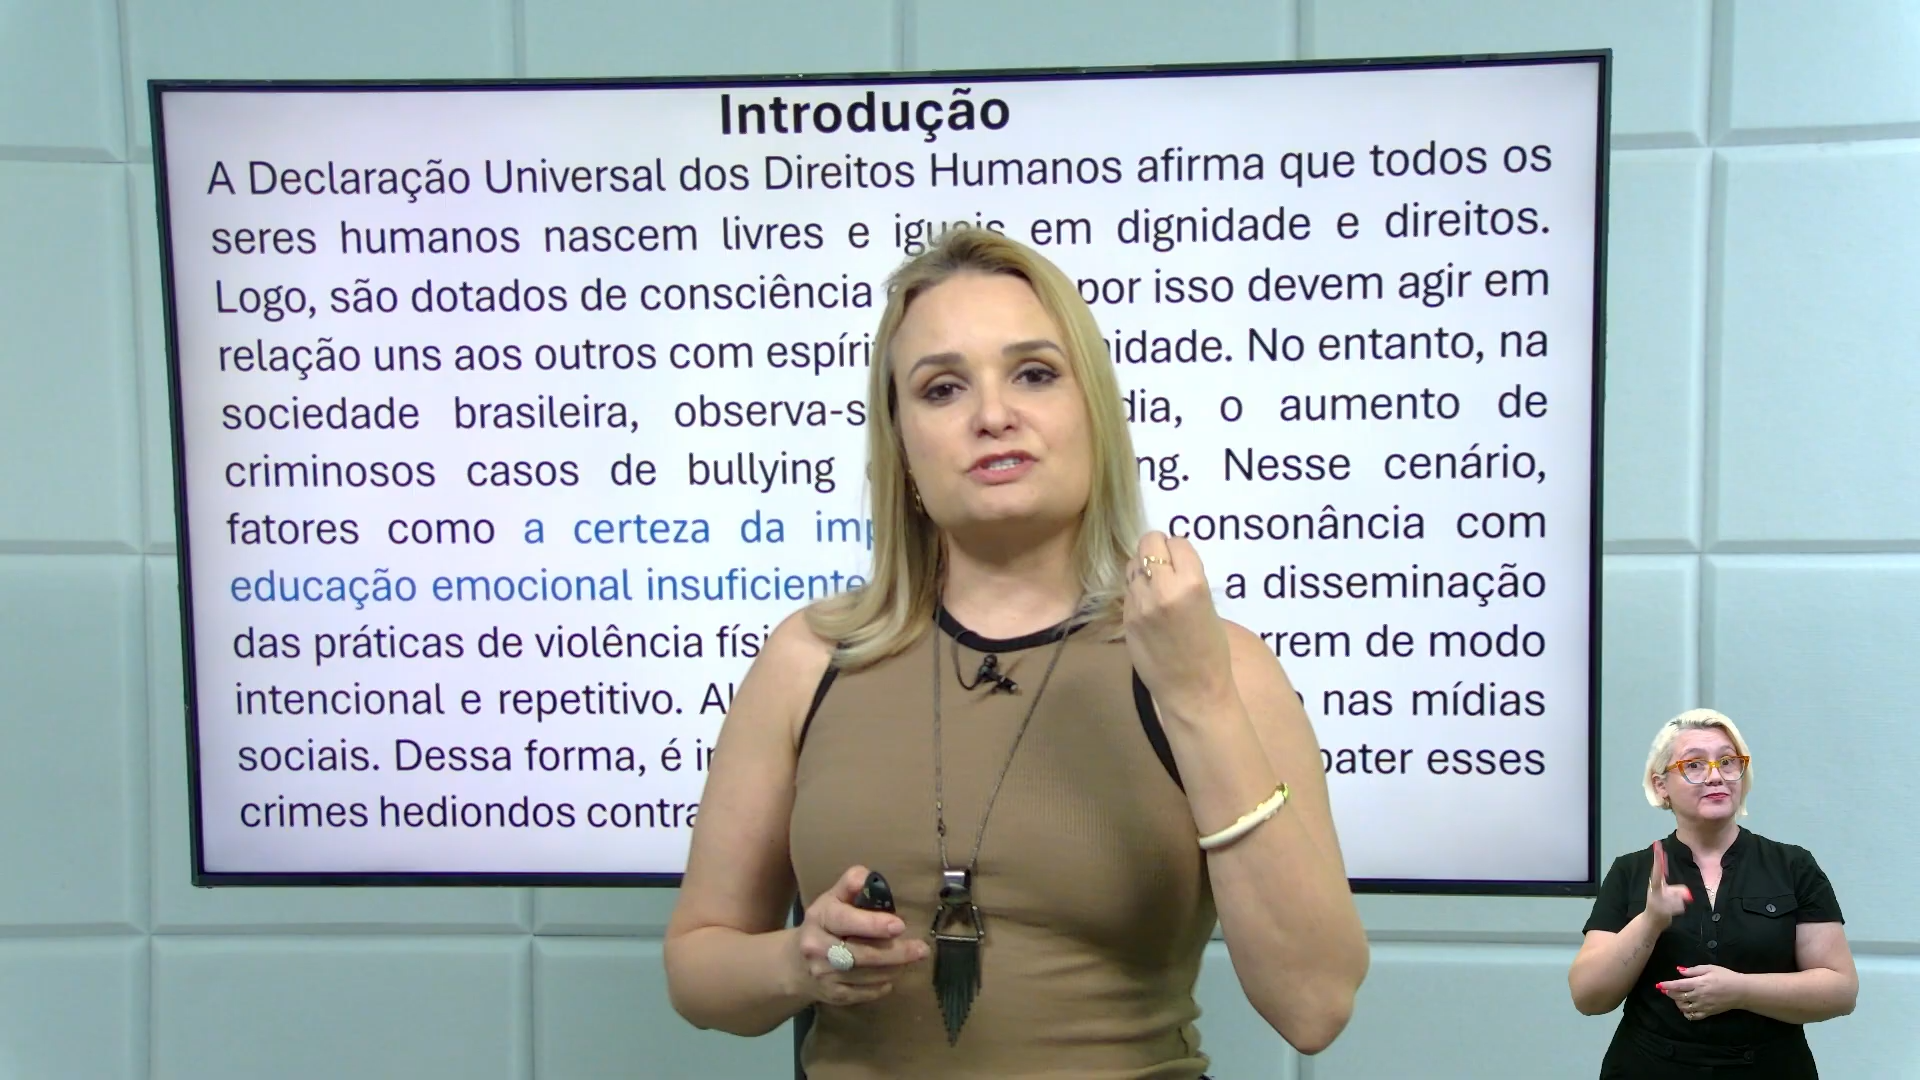 Introdução
A Declaração Universal dos Direitos Humanos afirma que todos os
seres humanos nascem livres e iguais em dignidade e direitos.
Logo, são dotados de consciência por isso devem agir em
relação uns aos outros com No entanto, na
sociedade brasileira, o aumento de
criminosos casos de bullying Nesse cenário,
fatores como a certeza da consonância com
educação emocional insuficiente a disseminação
das práticas de violência de modo
intencional e repetitivo. nas mídias
sociais. Dessa forma, é esses
crimes hediondos